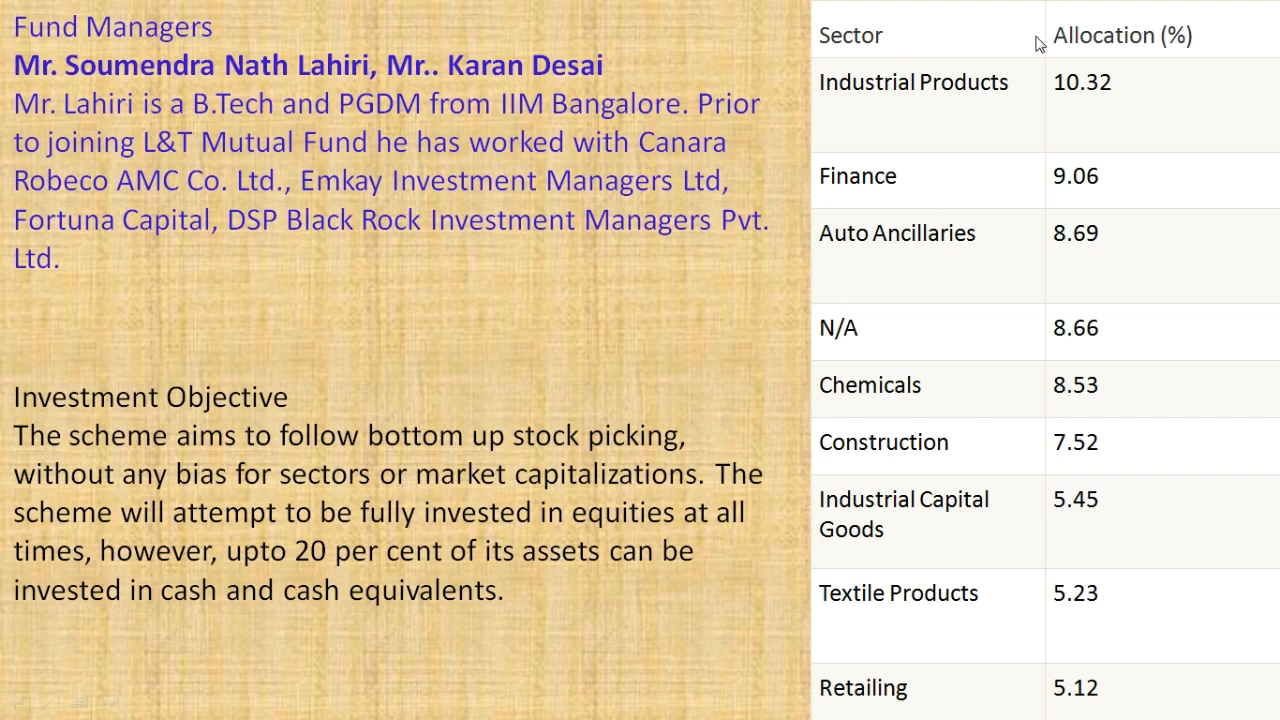 Fund Managers
Mr. Soumendra Nath Lahiri, Mr.. Karan Desai
Mr. Lahiri is a B.Tech and PGDM from IIM Bangalore. Prior
to joining L&T Mutual Fund he has worked with Canara
Robeco AMC Co. Ltd., Emkay Investment Managers Ltd,
Fortuna Capital, DSP Black Rock Investment Managers Pvt.
Ltd.
Investment Objective
The scheme aims to follow bottom up stock picking,
without any bias for sectors or market capitalizations. The
scheme will attempt to be fully invested in equities at all
times, however, upto 20 per cent of its assets can be
invested in cash and cash equivalents.
Sector Allocation (%)
Industrial Products 10.32
Finance 9.06
Auto Ancillaries 8.69
N/A 8.66
Chemicals 8.53
Construction 7.52
Industrial Capital 5.45
Goods
Textile Products 5.23
Retailing 5.12